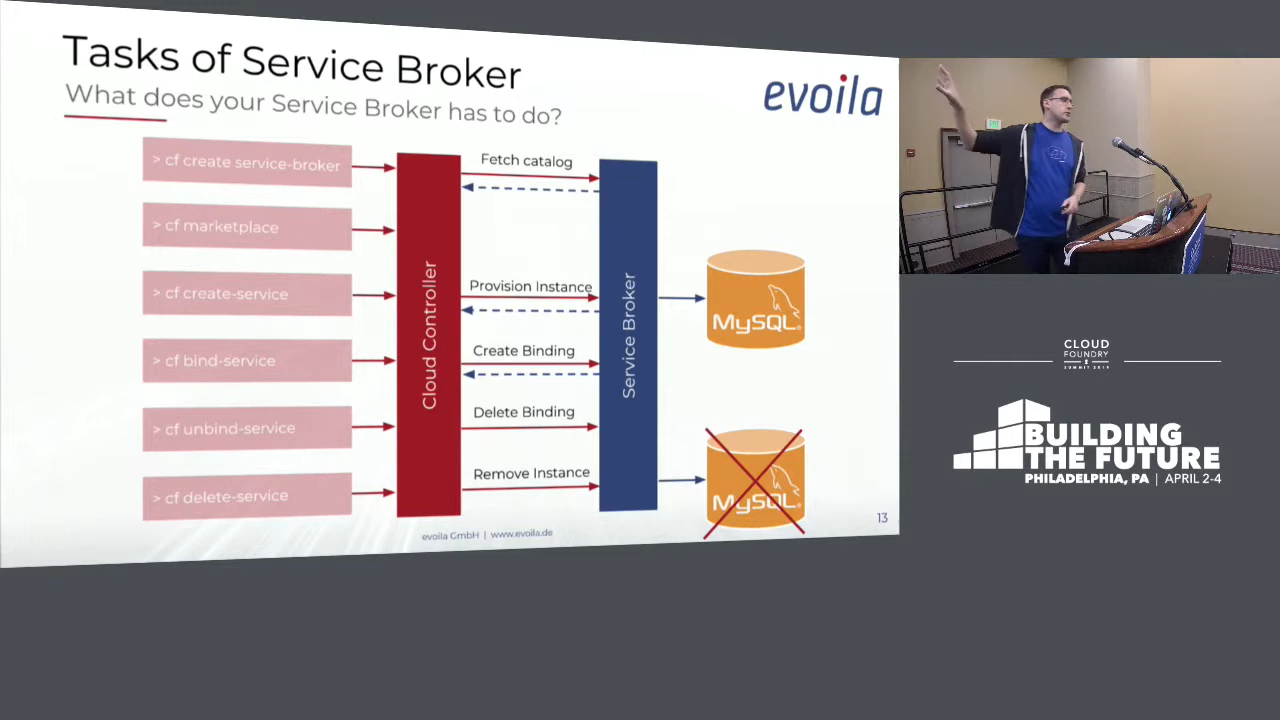 Tasks of Service Broker
What does your Service Broker has to do?
evoila
> cf create service-broker
> cf marketplace
> cf create-service
> cf bind-service
> cf unbind-service
> cf delete-service
Cloud Controller
Fetch catalog
Provision Instance
Create Binding
Delete Binding
Remove Instance
Service Broker
MySQL®
MySQL®
evoila GmbH | www.evoila.de
13
CLOUD
FOUNDRY
SUMMIT 2019
BUILDING
THE FUTURE
PHILADELPHIA, PA | APRIL 2-4